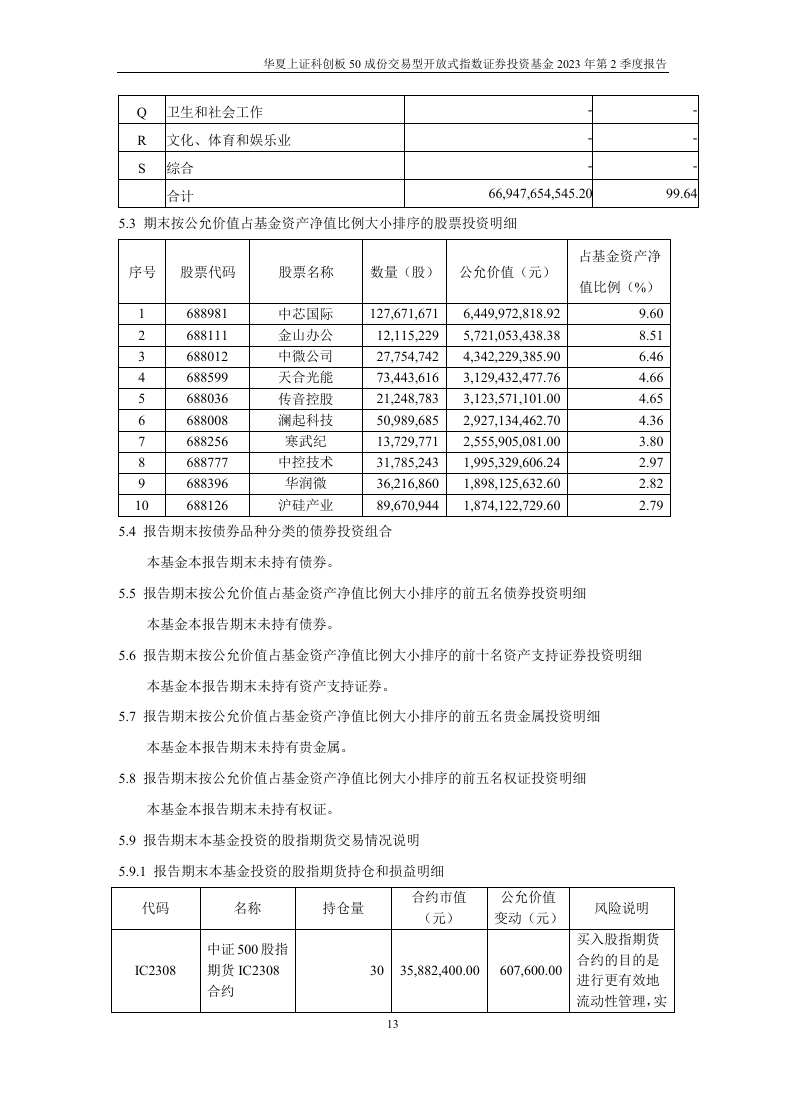 华夏上证科创板 50 成份交易型开放式指数证券投资基金 2023 年第 2 季度报告
Q 卫生和社会工作 - -
R 文化、体育和娱乐业 - -
S 综合 - -
合计 66,947,654,545.20 99.64
5.3 期末按公允价值占基金资产净值比例大小排序的股票投资明细
序号 股票代码 股票名称 数量（股） 公允价值（元） 占基金资产净
值比例（%）
1 688981 中芯国际 127,671,671 6,449,972,818.92 9.60
2 688111 金山办公 12,115,229 5,721,053,438.38 8.51
3 688012 中微公司 27,754,742 4,342,229,385.90 6.46
4 688599 天合光能 73,443,616 3,129,432,477.76 4.66
5 688036 传音控股 21,248,783 3,123,571,101.00 4.65
6 688008 澜起科技 50,989,685 2,927,134,462.70 4.36
7 688256 寒武纪 13,729,771 2,555,905,081.00 3.80
8 688777 中控技术 31,785,243 1,995,329,606.24 2.97
9 688396 华润微 36,216,860 1,898,125,632.60 2.82
10 688126 沪硅产业 89,670,944 1,874,122,729.60 2.79
5.4 报告期末按债券品种分类的债券投资组合
本基金本报告期末未持有债券。
5.5 报告期末按公允价值占基金资产净值比例大小排序的前五名债券投资明细
本基金本报告期末未持有债券。
5.6 报告期末按公允价值占基金资产净值比例大小排序的前十名资产支持证券投资明细
本基金本报告期末未持有资产支持证券。
5.7 报告期末按公允价值占基金资产净值比例大小排序的前五名贵金属投资明细
本基金本报告期末未持有贵金属。
5.8 报告期末按公允价值占基金资产净值比例大小排序的前五名权证投资明细
本基金本报告期末未持有权证。
5.9 报告期末本基金投资的股指期货交易情况说明
5.9.1 报告期末本基金投资的股指期货持仓和损益明细
代码 名称 持仓量 合约市值
（元） 公允价值
变动（元） 风险说明
IC2308 中证 500 股指
期货 IC2308
合约 30 35,882,400.00 607,600.00 买入股指期货
合约的目的是
进行更有效地
流动性管理，实
13